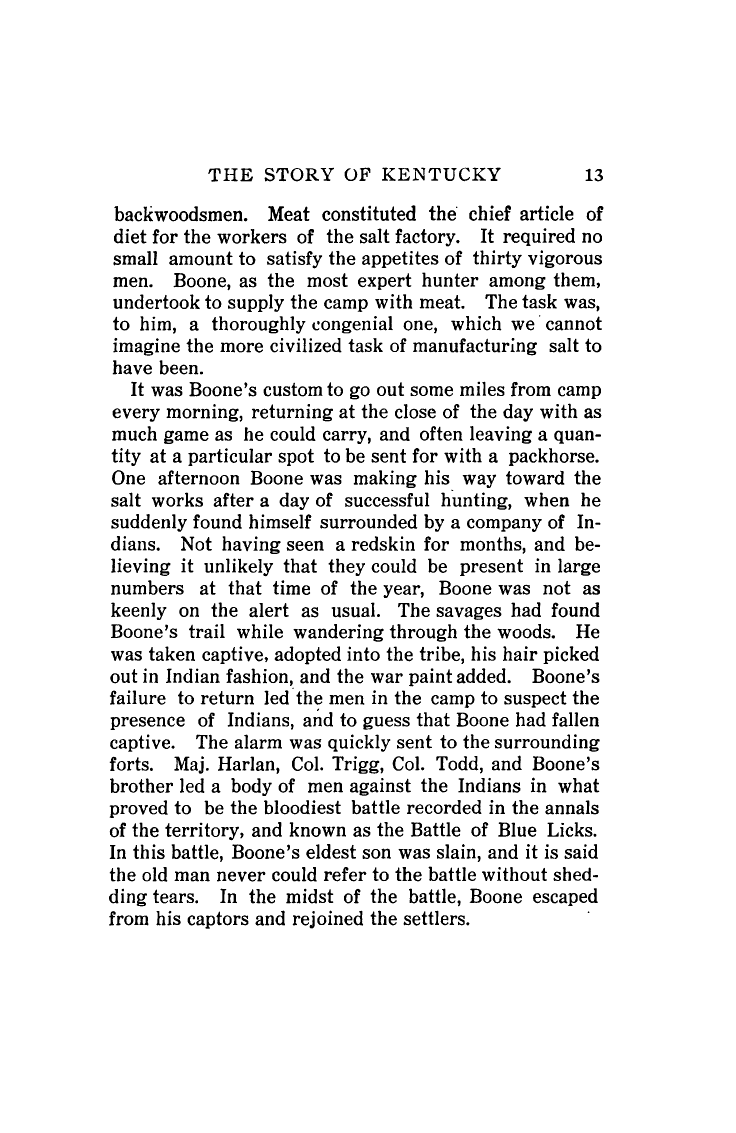 THE STORY OF KENTUCKY 13
backwoodsmen. Meat constituted the chief article of
diet for the workers of the salt factory. It required no
small amount to satisfy the appetites of thirty vigorous
men. Boone, as the most expert hunter among them,
undertook to supply the camp with meat. The task was,
to him, a thoroughly congenial one, which we cannot
imagine the more civilized task of manufacturing salt to
have been.
It was Boone's custom to go out some miles from camp
every morning, returning at the close of the day with as
much game as he could carry, and often leaving a quan-
tity at a particular spot to be sent for with a packhorse.
One afternoon Boone was making his way toward the
salt works after a day of successful hunting, when he
suddenly found himself surrounded by a company of In-
dians. Not having seen a redskin for months, and be-
lieving it unlikely that they could be present in large
numbers at that time of the year, Boone was not as
keenly on the alert as usual. The savages had found
Boone's trail while wandering through the woods. He
was taken captive, adopted into the tribe, his hair picked
out in Indian fashion, and the war paint added. Boone's
failure to return led the men in the camp to suspect the
presence of Indians, and to guess that Boone had fallen
captive. The alarm was quickly sent to the surrounding
forts. Maj. Harlan, Col. Trigg, Col. Todd, and Boone's
brother led a body of men against the Indians in what
proved to be the bloodiest battle recorded in the annals
of the territory, and known as the Battle of Blue Licks.
In this battle, Boone's eldest son was slain, and it is said
the old man never could refer to the battle without shed-
ding tears. In the midst of the battle, Boone escaped
from his captors and rejoined the settlers.